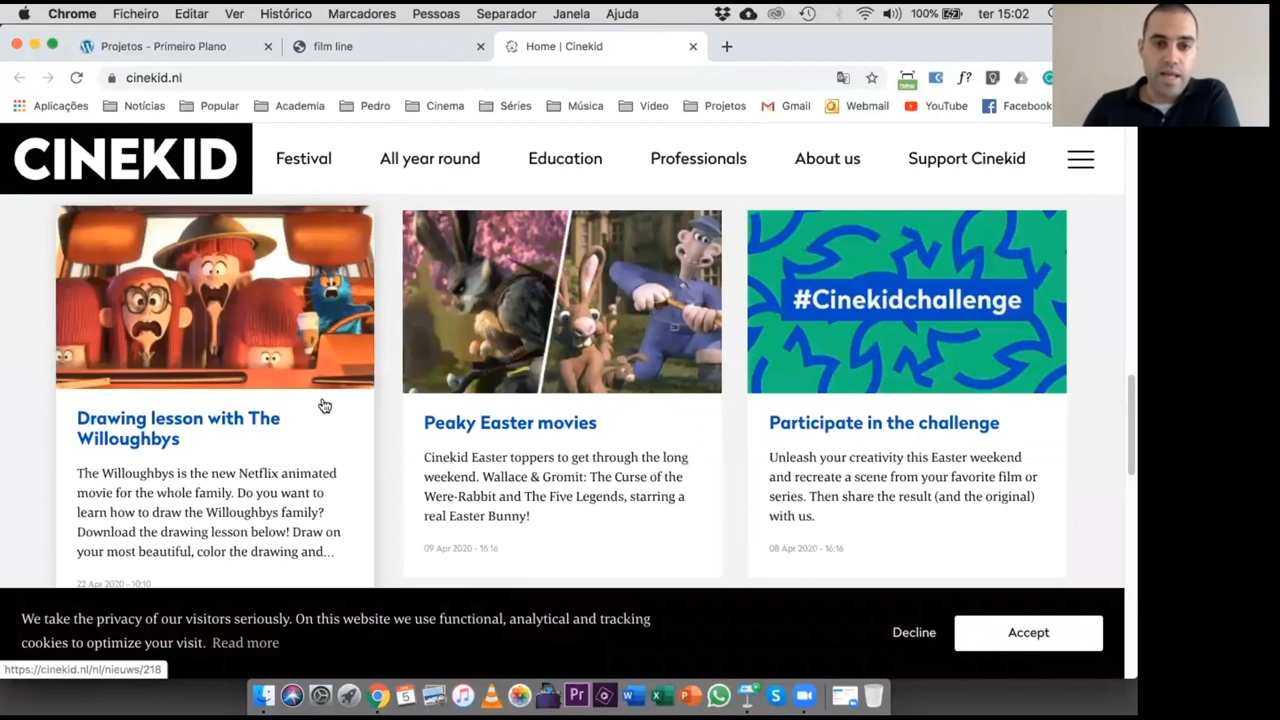 Chrome Ficheiro Editar Ver Histórico Marcadores Pessoas Separador Janela Ajuda 100% ter 15:02
Projetos - Primeiro Plano film line Home | Cinekid
cinekid.nl
Aplicações Notícias Popular Academia Pedro Cinema Séries Música Video Projetos Gmail Webmail YouTube Facebook
CINEKID Festival All year round Education Professionals About us Support Cinekid
#Cinekidchallenge
Drawing lesson with The
Willoughbys
The Willoughbys is the new Netflix animated
movie for the whole family. Do you want to
learn how to draw the Willoughbys family?
Download the drawing lesson below! Draw on
your most beautiful, color the drawing and...
22 Apr 2020 - 10:10
Peaky Easter movies
Cinekid Easter toppers to get through the long
weekend. Wallace & Gromit: The Curse of the
Were-Rabbit and The Five Legends, starring a
real Easter Bunny!
09 Apr 2020 - 16:16
Participate in the challenge
Unleash your creativity this Easter weekend
and recreate a scene from your favorite film or
series. Then share the result (and the original)
with us.
08 Apr 2020 - 16:16
We take the privacy of our visitors seriously. On this website we use functional, analytical and tracking
cookies to optimize your visit. Read more
Decline Accept
https://cinekid.nl/nl/nieuws/218